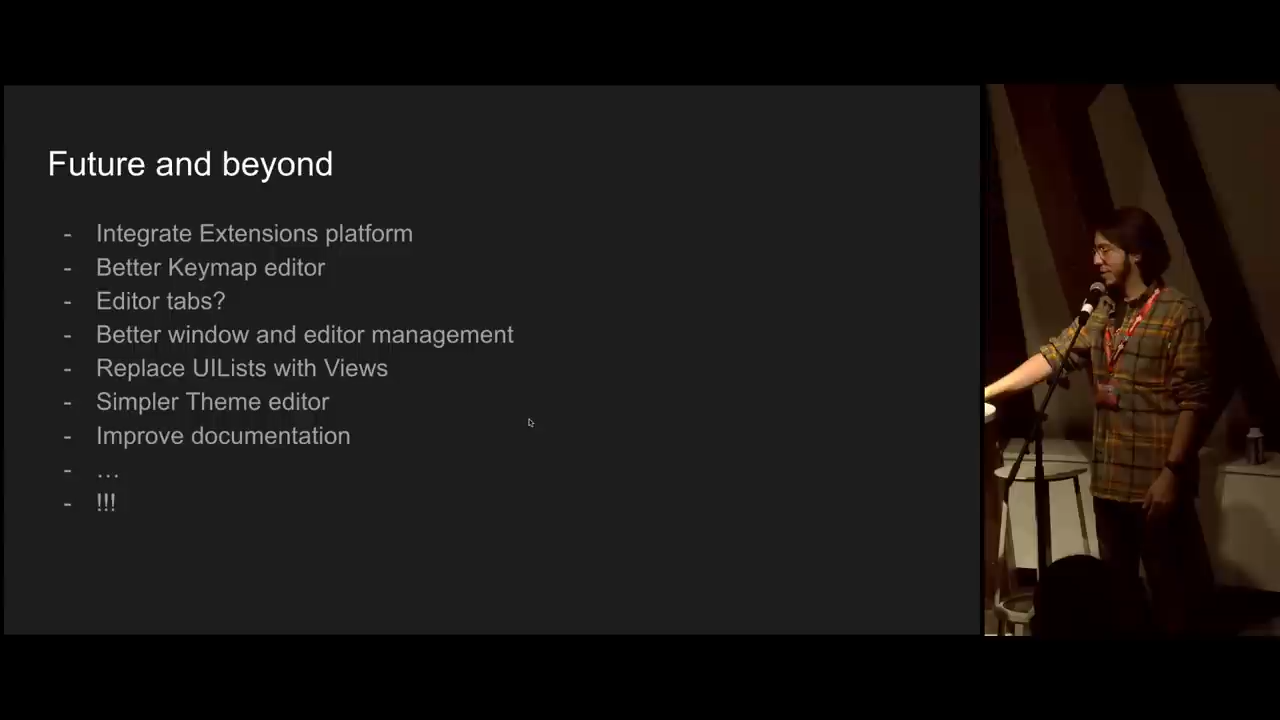 Future and beyond
- Integrate Extensions platform
- Better Keymap editor
- Editor tabs?
- Better window and editor management
- Replace UILists with Views
- Simpler Theme editor
- Improve documentation
- …
- !!!